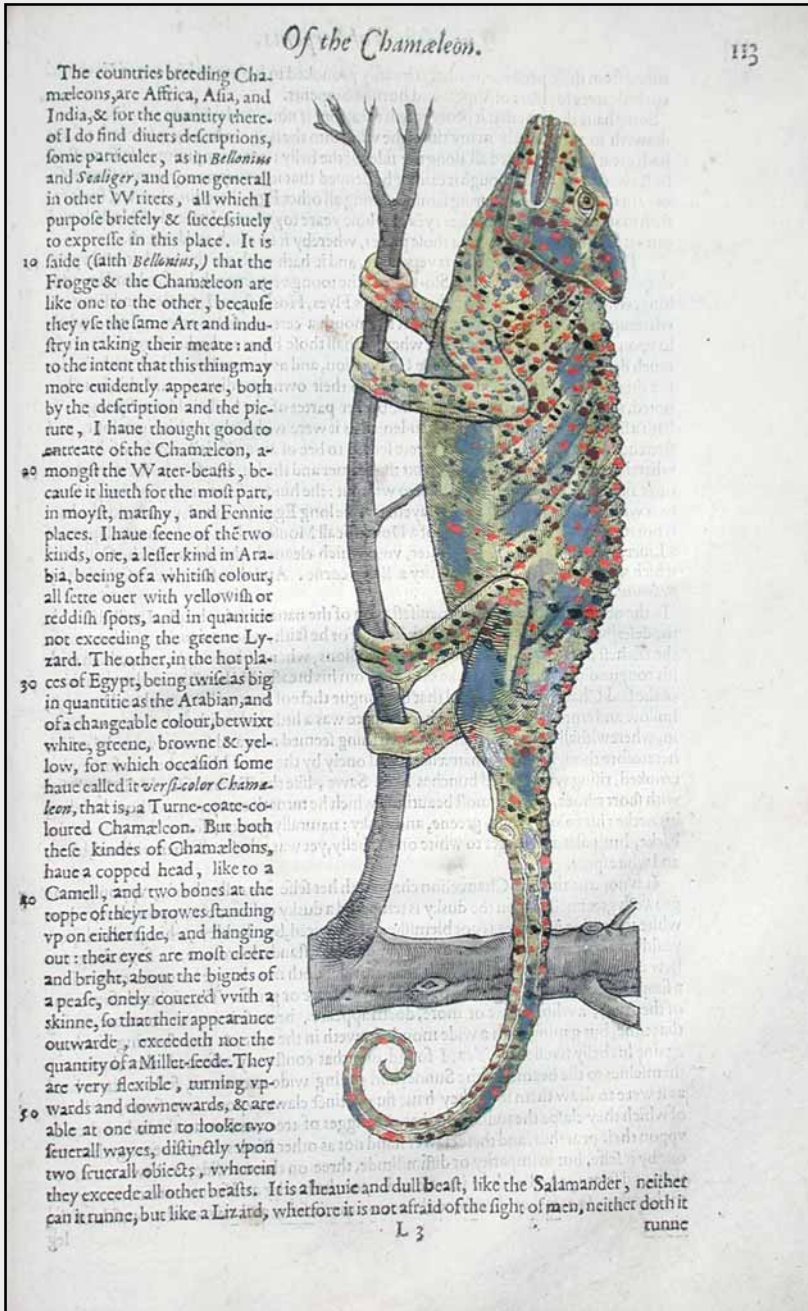 Of the Chamæleon.
113
The countries breeding Cha-
mæleons, are Affrica, Aſia, and
India, & for the quantity there-
of I do find diuers deſcriptions,
ſome particuler, as in Bellonius
and Scaliger, and ſome generall
in other Writers, all which I
purpoſe briefely & ſucceſsiuely
to expreſſe in this place. It is
10 ſaide (ſaith Bellonius,) that the
Frogge & the Chamæleon are
like one to the other, becauſe
they vſe the ſame Art and indu-
ſtry in taking their meate: and
to the intent that this thing may
more euidently appeare, both
by the deſcription and the pic-
ture, I haue thought good to
entreate of the Chamæleon, a-
20 mongſt the Water-beaſts, be-
cauſe it liueth for the moſt part,
in moyſt, marſhy, and Fennie
places. I haue ſeene of thē two
kinds, one, a leſſer kind in Ara-
bia, beeing of a whitiſh colour,
all ſette ouer with yellowiſh or
reddiſh ſpots, and in quantitie
not exceeding the greene Ly-
zard. The other, in the hot pla-
30 ces of Egypt, being twiſe as big
in quantitie as the Arabian, and
of a changeable colour, betwixt
white, greene, browne & yel-
low, for which occaſion ſome
haue called it verſi-color Chamæ-
leon, that is, a Turne-coate-co-
loured Chamæleon. But both
theſe kindes of Chamæleons,
haue a copped head, like to a
40 Camell, and two bones at the
toppe of theyr browes ſtanding
vp on either ſide, and hanging
out: their eyes are moſt cleere
and bright, about the bignes of
a peaſe, onely couered vvith a
skinne, ſo that their appearance
outwarde, exceedeth not the
quantity of a Millet-ſeede. They
are very flexible, turning vp-
50 wards and downewards, & are
able at one time to looke two
ſeuerall wayes, diſtinctly vpon
two ſeuerall obiects, vvherein
they exceede all other beaſts. It is a heauie and dull beaſt, like the Salamander, neither
can it runne, but like a Lizard, wherfore it is not afraid of the ſight of men, neither doth it
L 3
runne